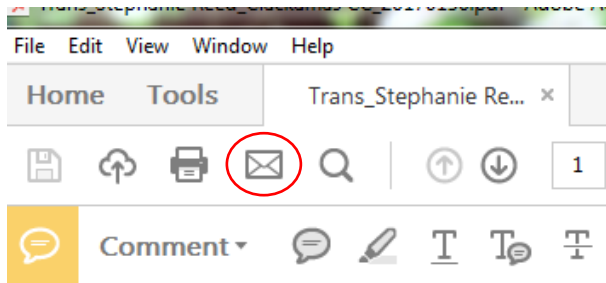 File Edit View Window Help
Home Tools Trans_Stephanie Re... ×
1
Comment
T T T